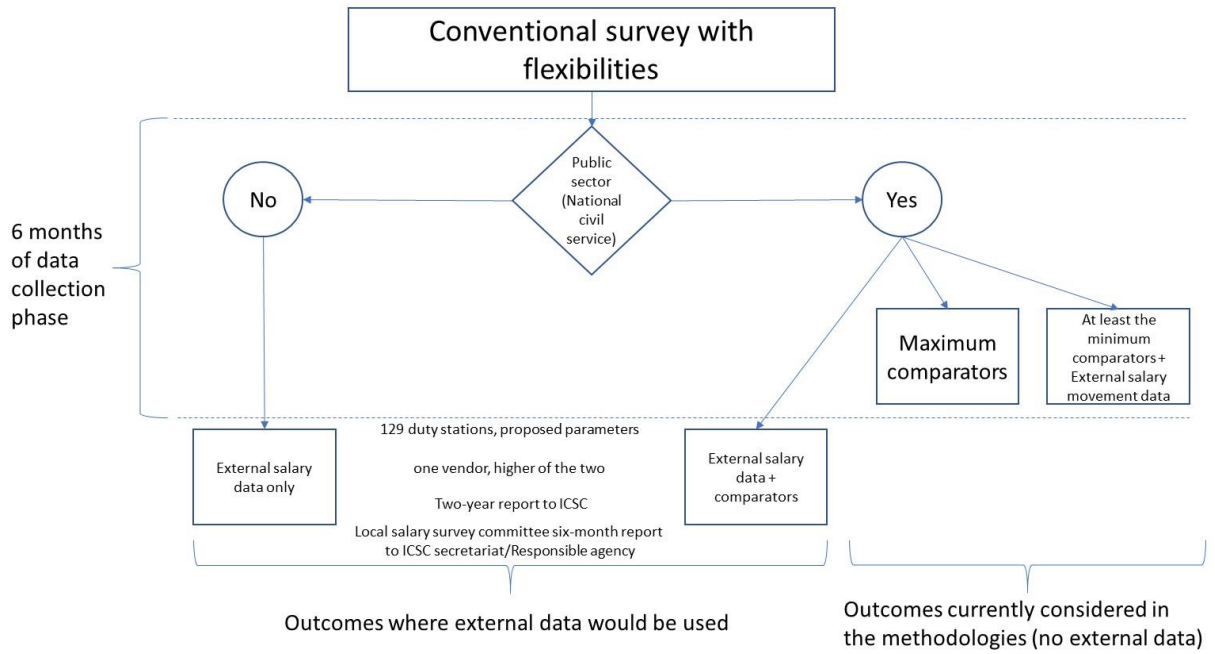 Conventional survey with
flexibilities
Public
sector
(National
civil
service)
No
Yes
6 months
of data
collection
phase
Maximum
comparators
At least the
minimum
comparators +
External salary
movement data
External salary
data only
129 duty stations, proposed parameters
one vendor, higher of the two
Two-year report to ICSC
Local salary survey committee six-month report
to ICSC secretariat/Responsible agency
External salary
data +
comparators
Outcomes where external data would be used
Outcomes currently considered in
the methodologies (no external data)